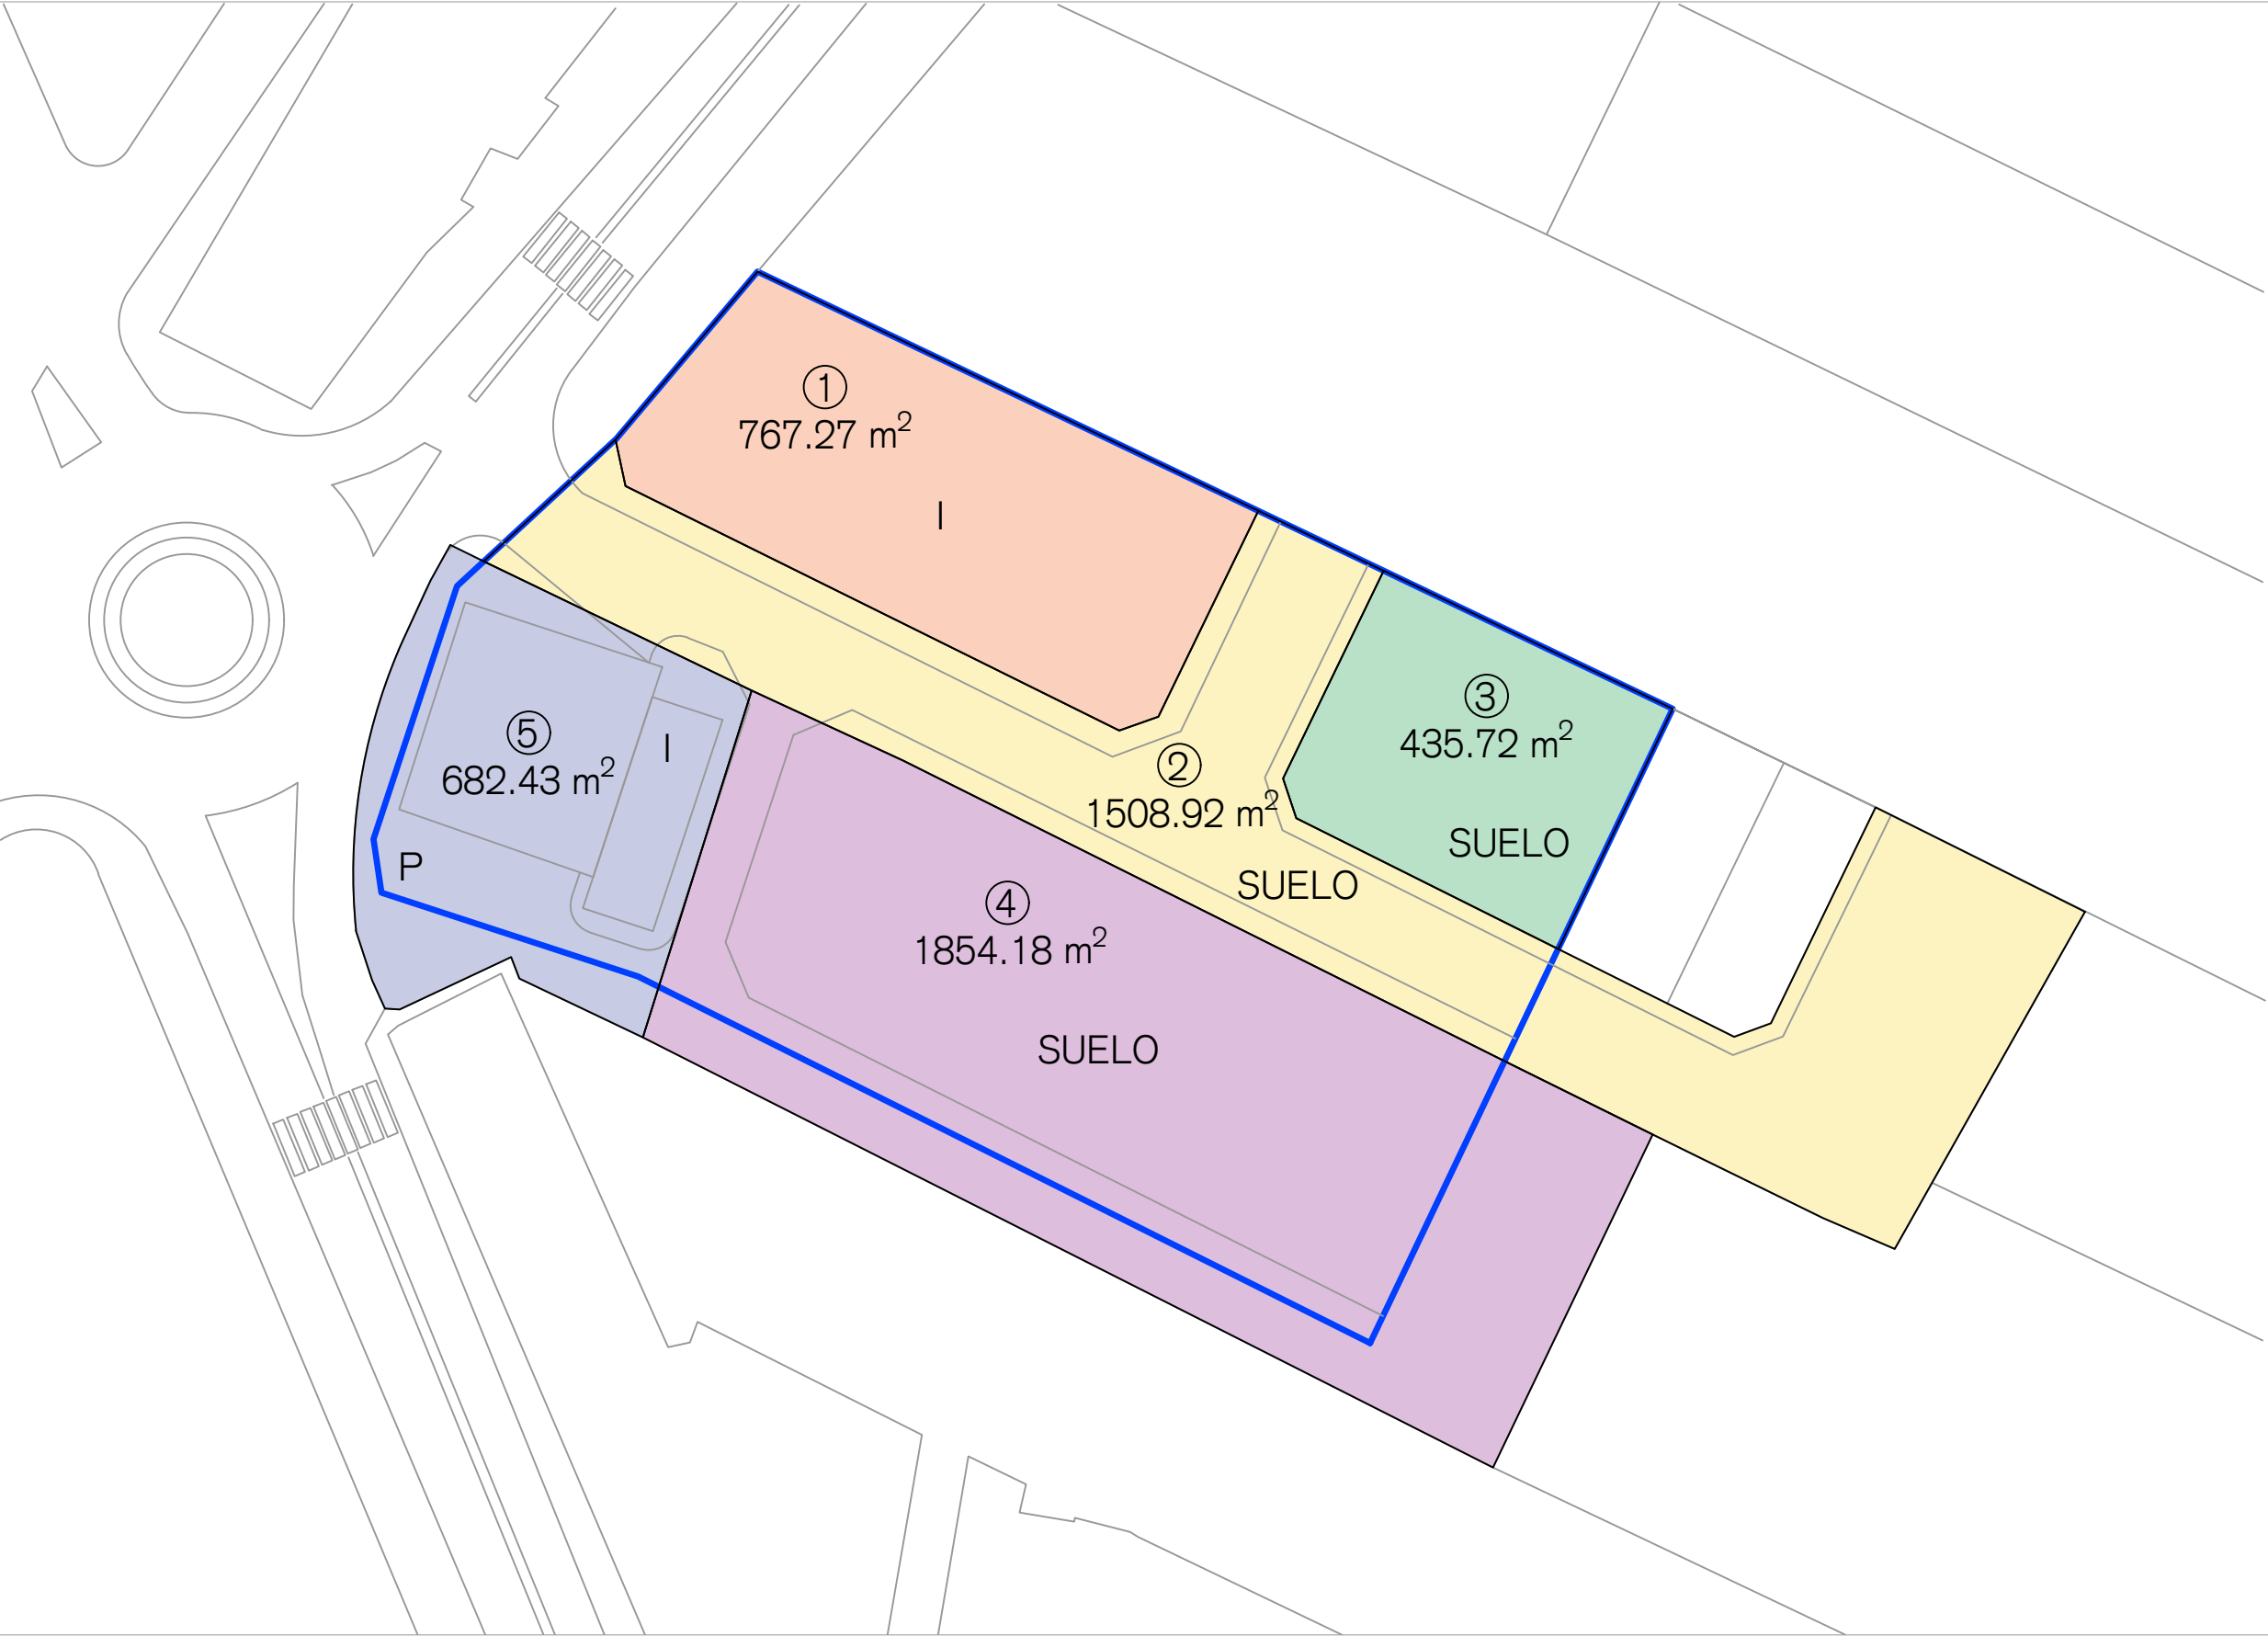 1
767.27 m²
I
3
435.72 m²
SUELO
5
682.43 m²
I
P
2
1508.92 m²
SUELO
4
1854.18 m²
SUELO